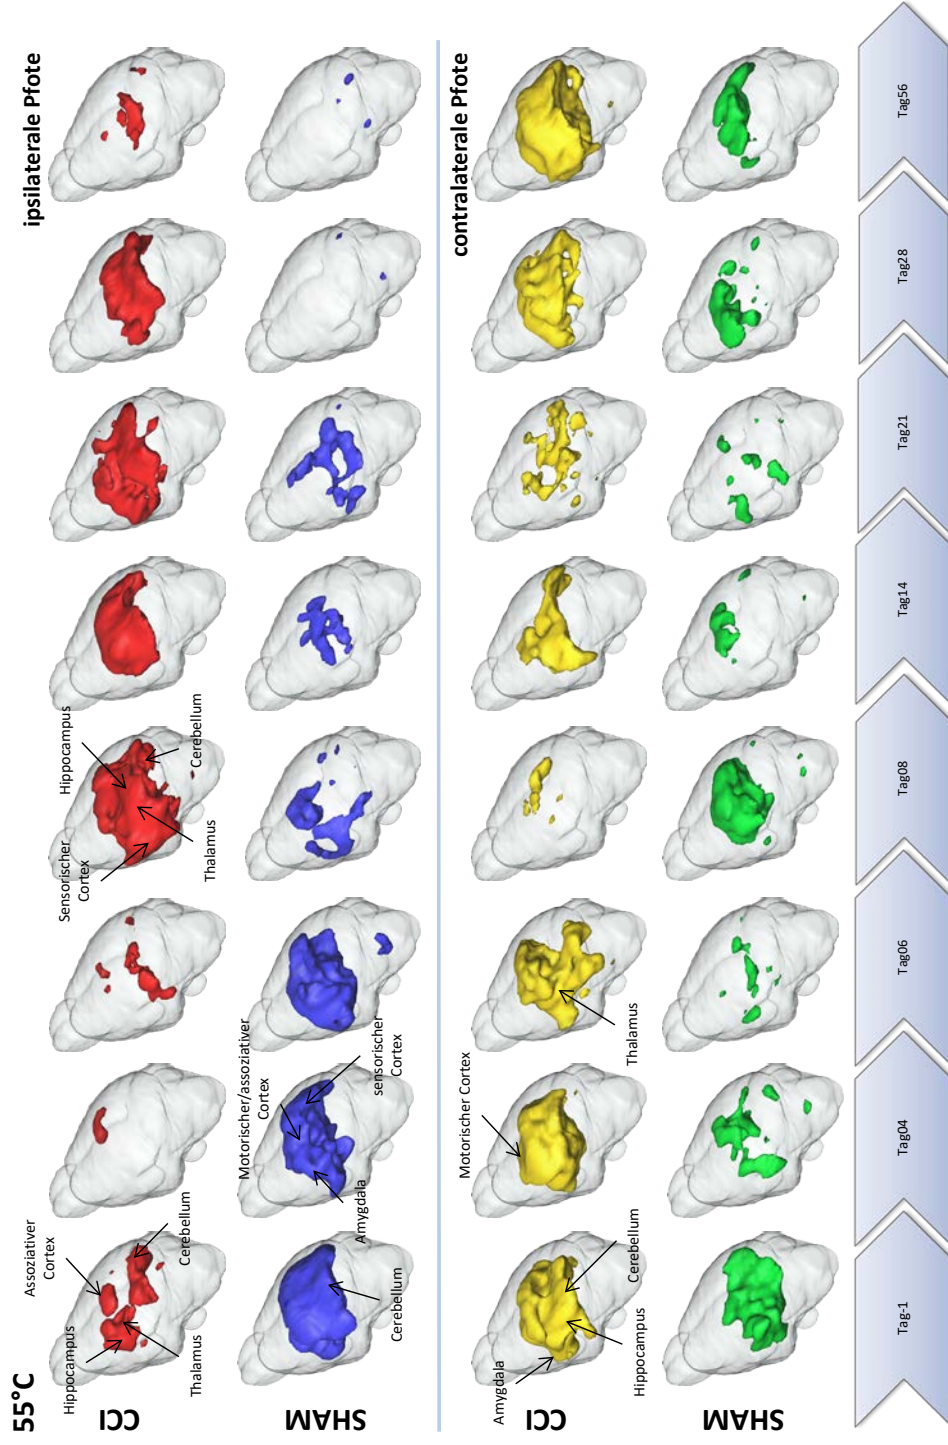 55°C
ipsilaterale Pfote
CCI
Hippocampus
Assoziativer
Cortex
Thalamus
Cerebellum
Sensorischer
Cortex
Hippocampus
Thalamus
Cerebellum
SHAM
Cerebellum
Motorischer/assoziativer
Cortex
Amygdala
sensorischer
Cortex
contralaterale Pfote
CCI
Amygdala
Hippocampus
Cerebellum
Motorischer Cortex
Thalamus
SHAM
Tag-1
Tag04
Tag06
Tag08
Tag14
Tag21
Tag28
Tag56